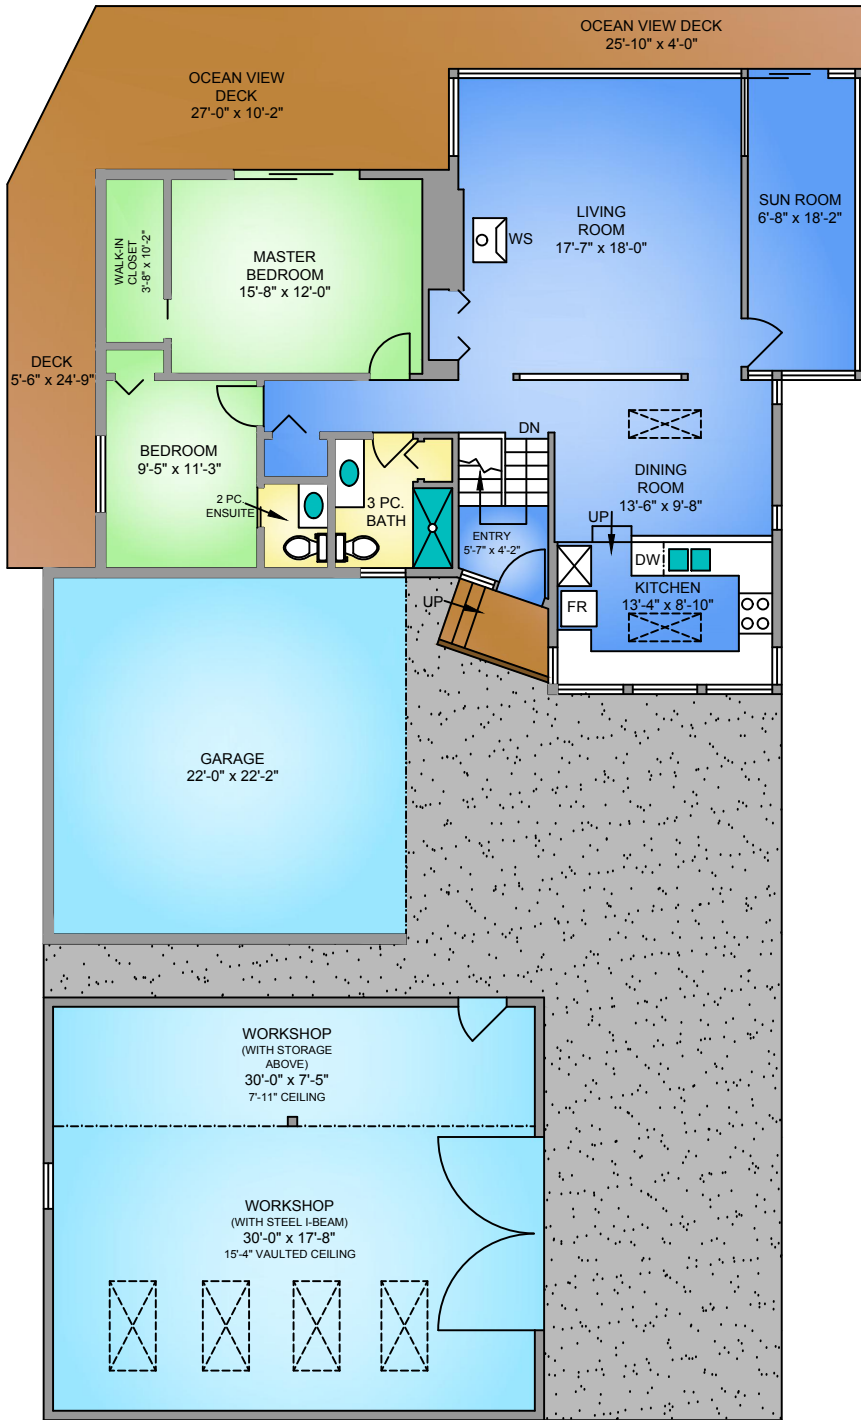 OCEAN VIEW DECK
25'-10" x 4'-0"
OCEAN VIEW
DECK
27'-0" x 10'-2"
SUN ROOM
6'-8" x 18'-2"
LIVING
ROOM
17'-7" x 18'-0"
WS
WALK-IN
CLOSET
3'-8" x 10'-2"
MASTER
BEDROOM
15'-8" x 12'-0"
DECK
5'-6" x 24'-9"
BEDROOM
9'-5" x 11'-3"
DN
DINING
ROOM
13'-6" x 9'-8"
2 PC.
ENSUITE
3 PC.
BATH
ENTRY
5'-7" x 4'-2"
UP
DW
KITCHEN
13'-4" x 8'-10"
FR
UP
GARAGE
22'-0" x 22'-2"
WORKSHOP
(WITH STORAGE
ABOVE)
30'-0" x 7'-5"
7'-11" CEILING
WORKSHOP
(WITH STEEL I-BEAM)
30'-0" x 17'-8"
15'-4" VAULTED CEILING